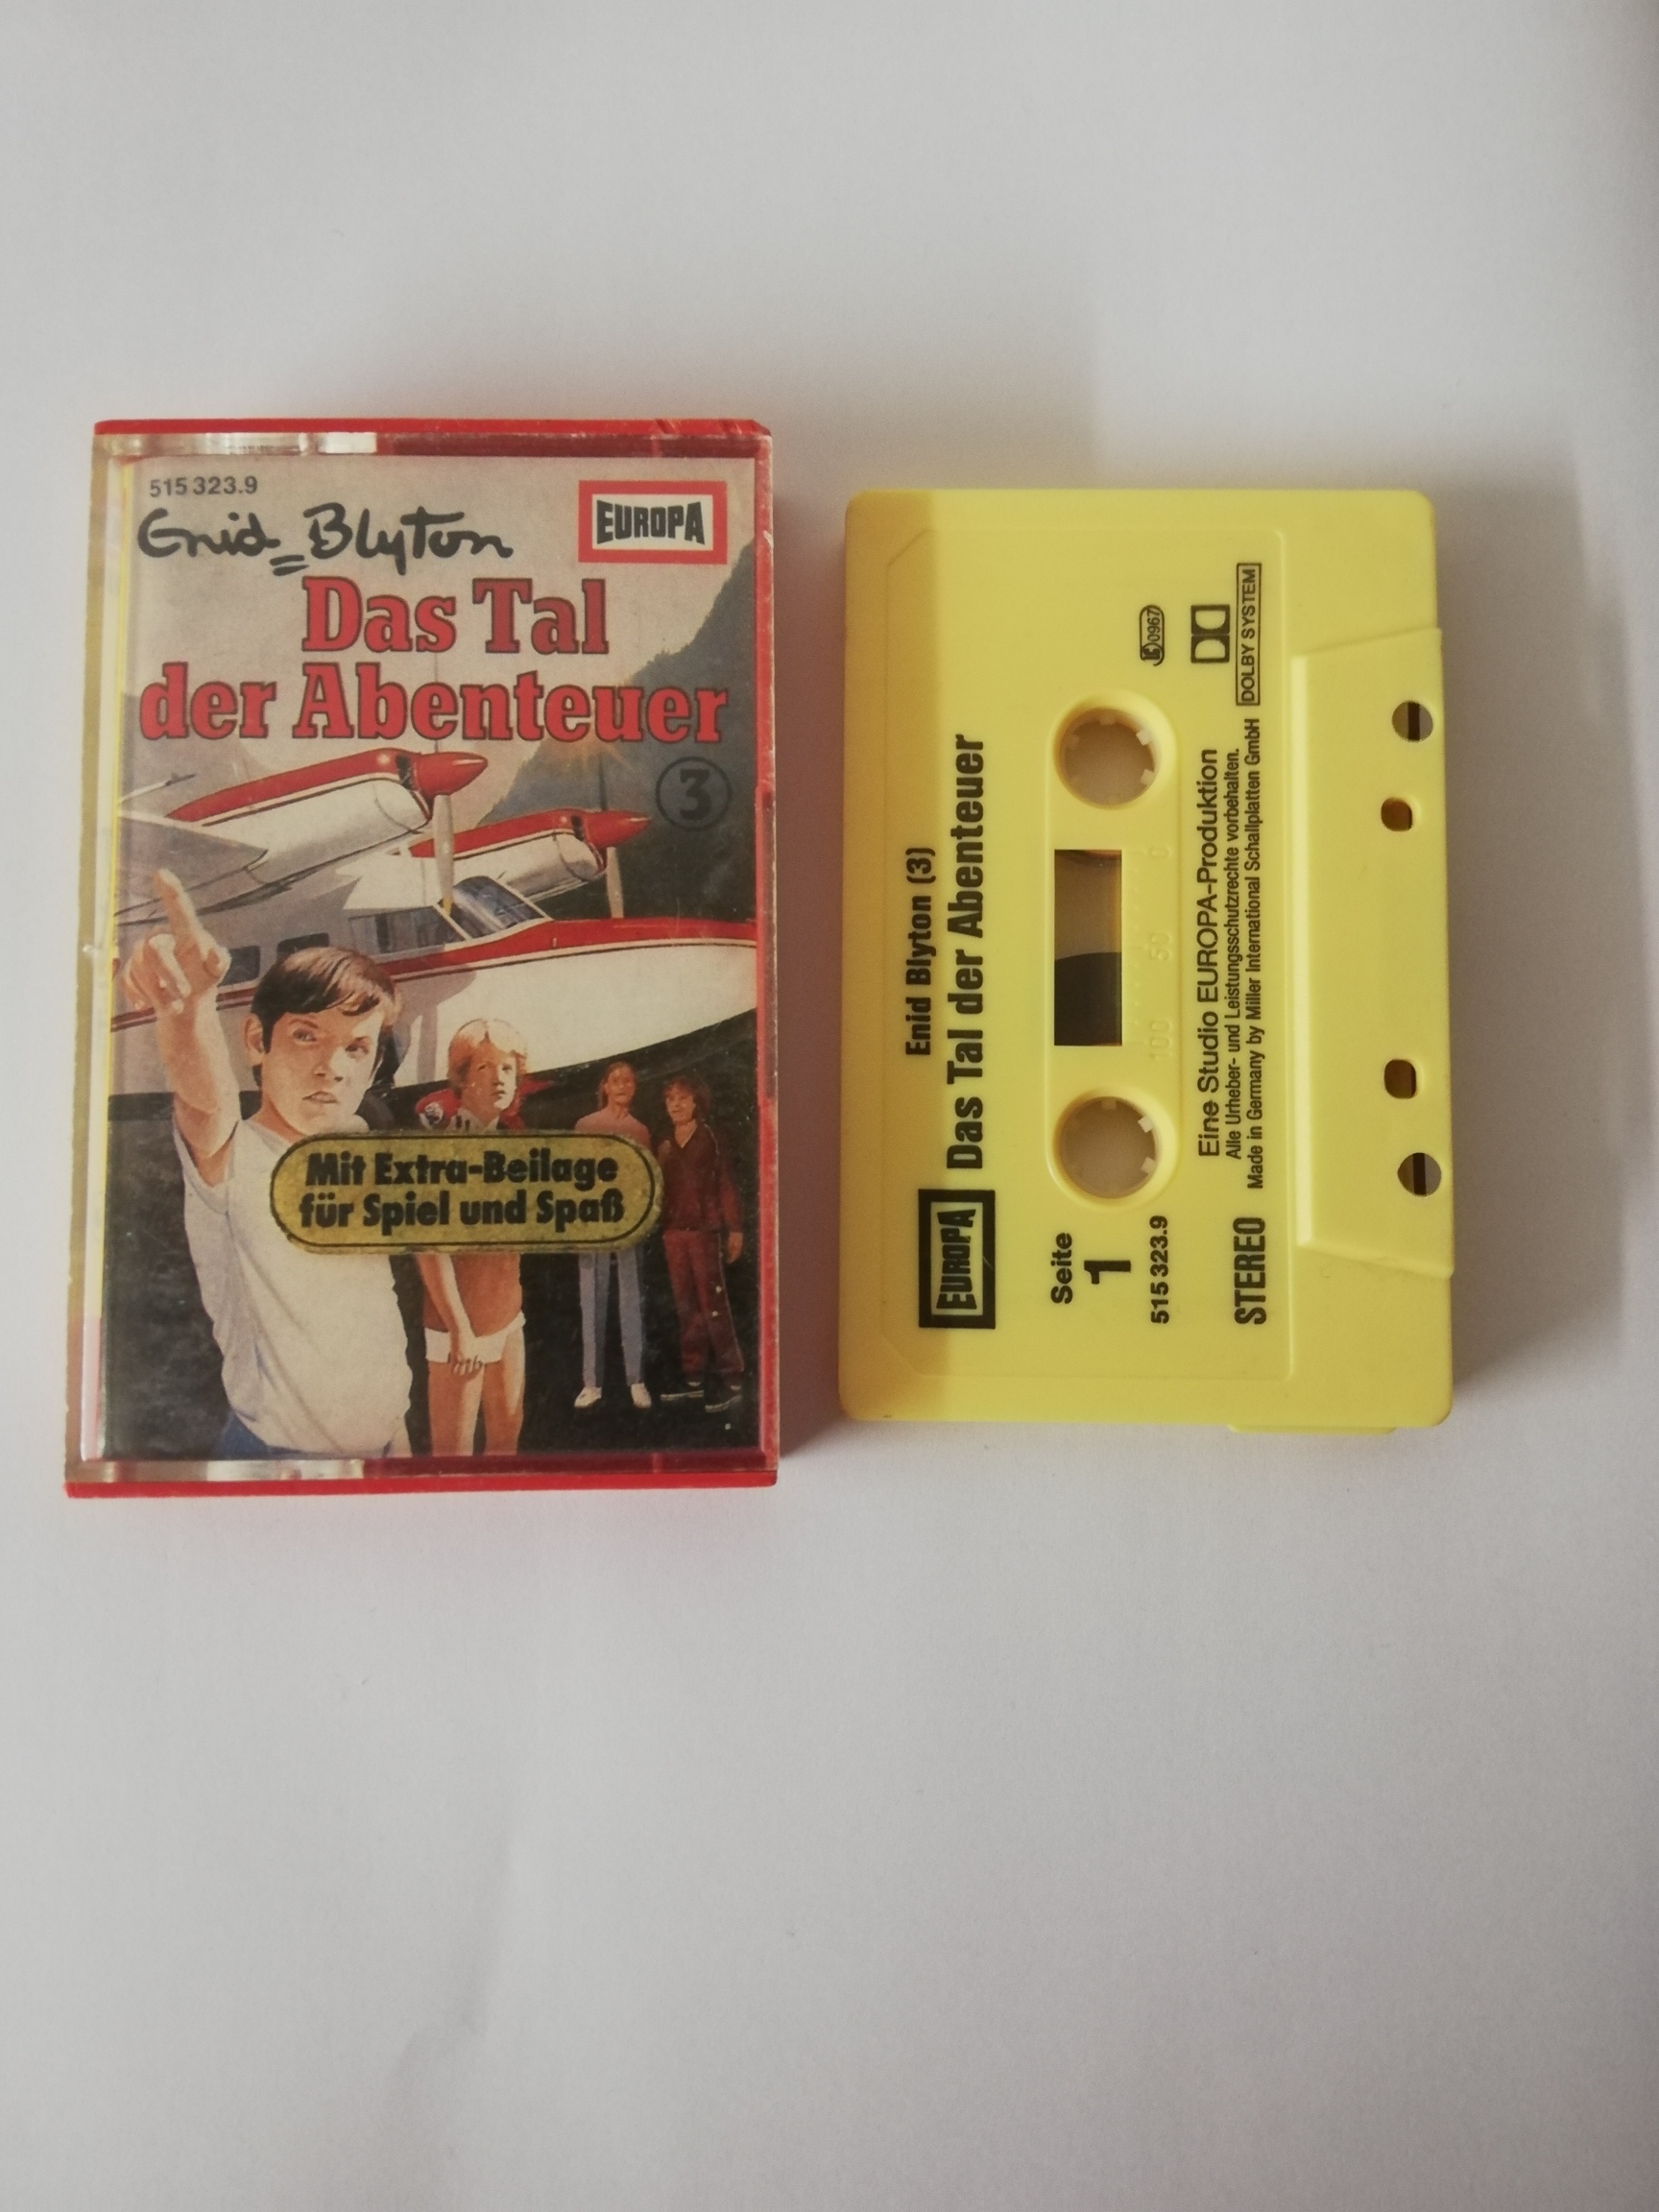 515 323.9
Enid Blyton
EUROPA
Das Tal
der Abenteuer
3
Mit Extra-Beilage
für Spiel und Spaß
Enid Blyton (3)
EUROPA Das Tal der Abenteuer
Seite
1
515 323.9
100 50 0
LC 0967
Eine Studio EUROPA-Produktion
Alle Urheber- und Leistungsschutzrechte vorbehalten.
Made in Germany by Miller International Schallplatten GmbH
STEREO
DOLBY SYSTEM